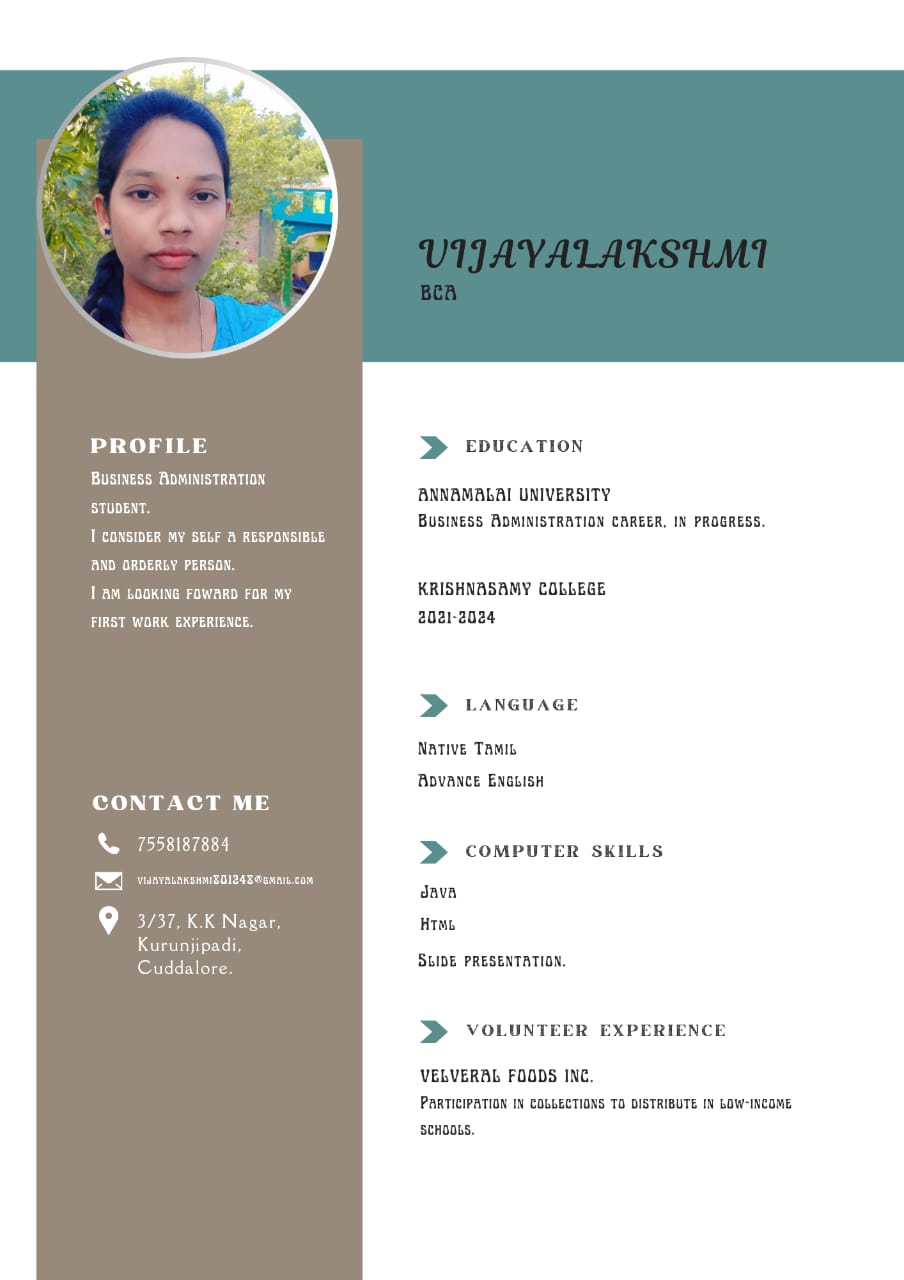 VIJAYALAKSHMI
BCA
PROFILE
Business Administration
student.
I consider my self a responsible
and orderly person.
I am looking foward for my
first work experience.
CONTACT ME
7558187884
vijayalakshmi801248@gmail.com
3/37, K.K Nagar,
Kurunjipadi,
Cuddalore.
EDUCATION
ANNAMALAI UNIVERSITY
Business Administration career, in progress.
KRISHNASAMY COLLEGE
2021-2024
LANGUAGE
Native Tamil
Advance English
COMPUTER SKILLS
Java
Html
Slide presentation.
VOLUNTEER EXPERIENCE
VELVERAL FOODS INC.
Participation in collections to distribute in low-income
schools.